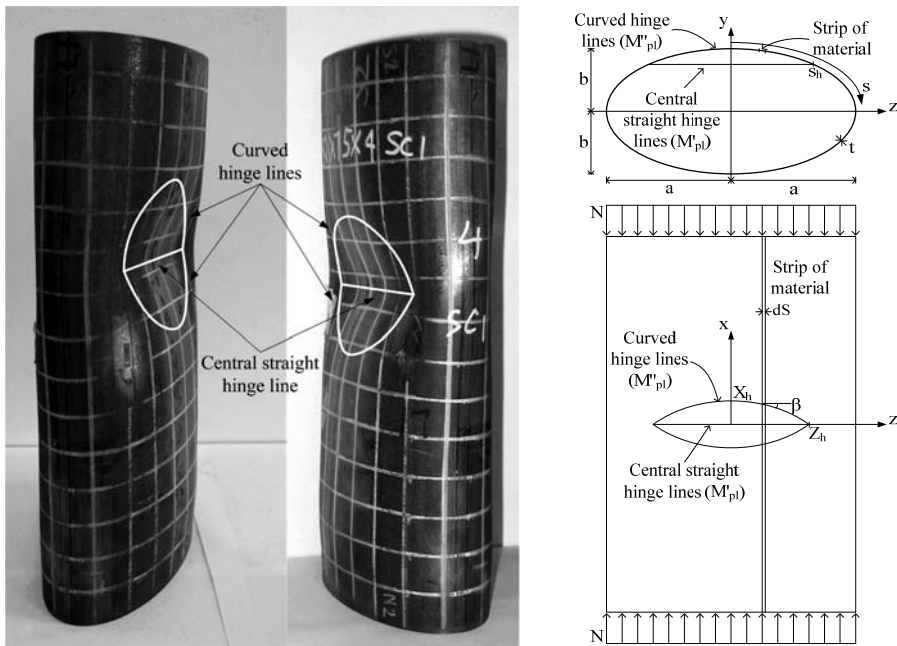 Curved
hinge lines
Central straight
hinge line
X75X4 SC1
4
SC1
N2
Curved hinge
lines (M"pl)
y
Strip of
material
sh
s
b
Central
straight hinge
lines (M'pl)
z
b
t
a
a
N
Strip of
material
x
dS
Curved
hinge lines
(M"pl)
Xh
β
z
Zh
Central straight
hinge lines (M'pl)
N